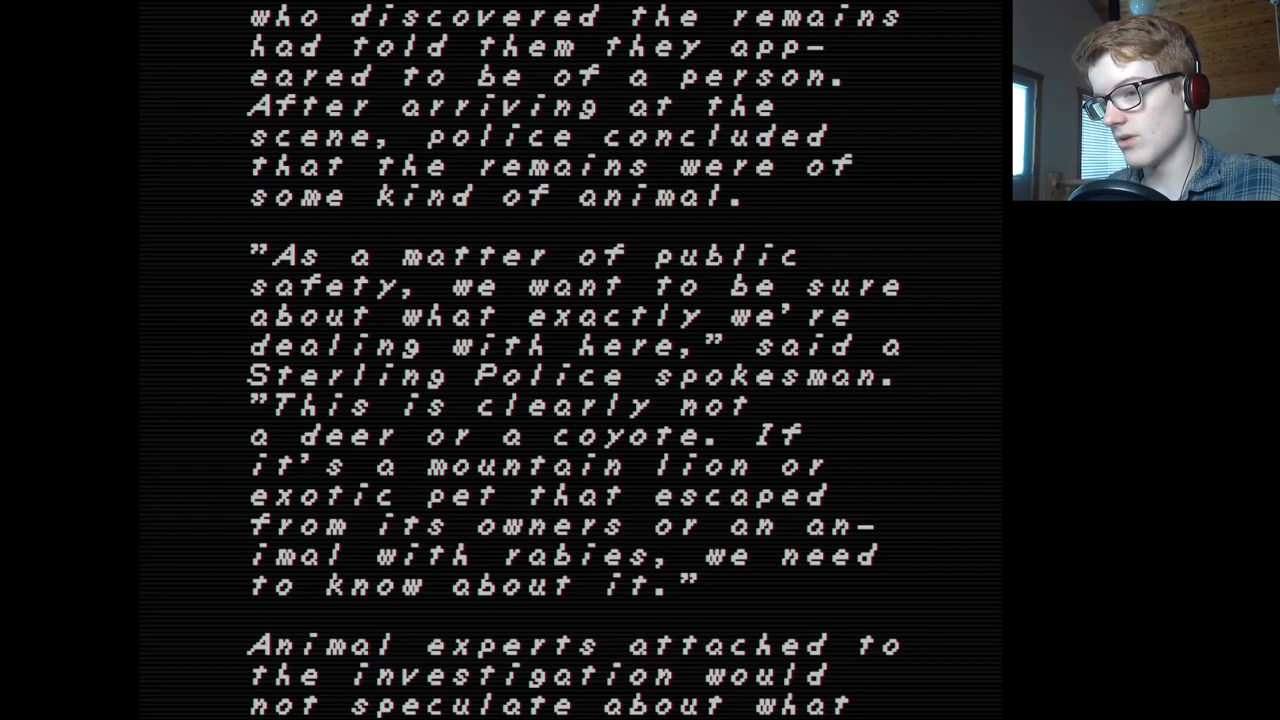 who discovered the remains
had told them they app-
eared to be of a person.
After arriving at the
scene, police concluded
that the remains were of
some kind of animal.
"As a matter of public
safety, we want to be sure
about what exactly we're
dealing with here," said a
Sterling Police spokesman.
"This is clearly not
a deer or a coyote. If
it's a mountain lion or
exotic pet that escaped
from its owners or an an-
imal with rabies, we need
to know about it."
Animal experts attached to
the investigation would
not speculate about what